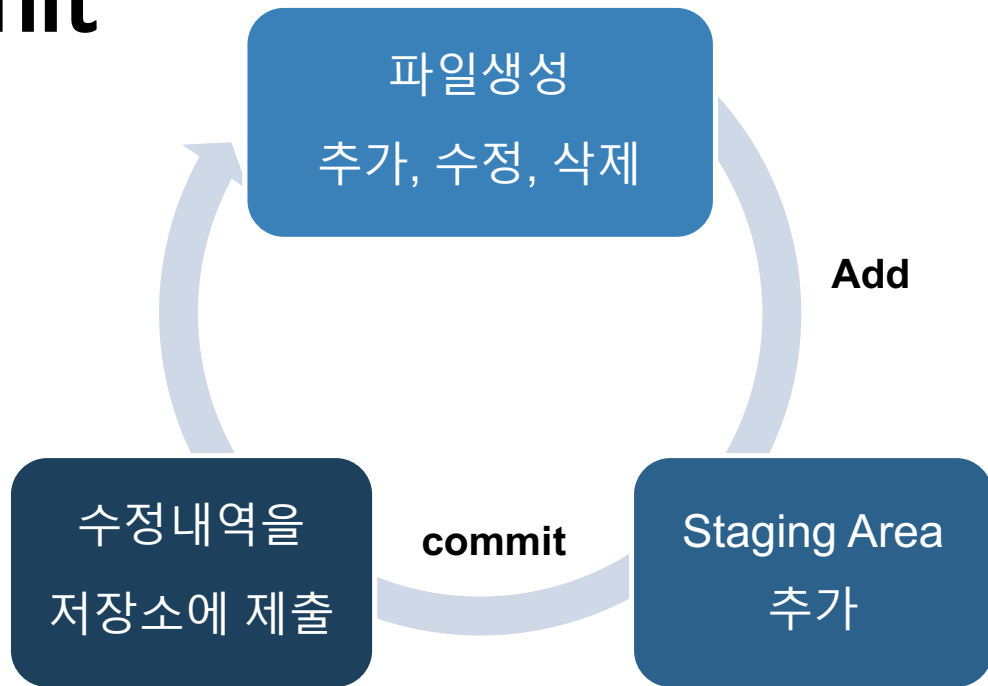 파일생성
추가, 수정, 삭제
Add
Staging Area
추가
commit
수정내역을
저장소에 제출